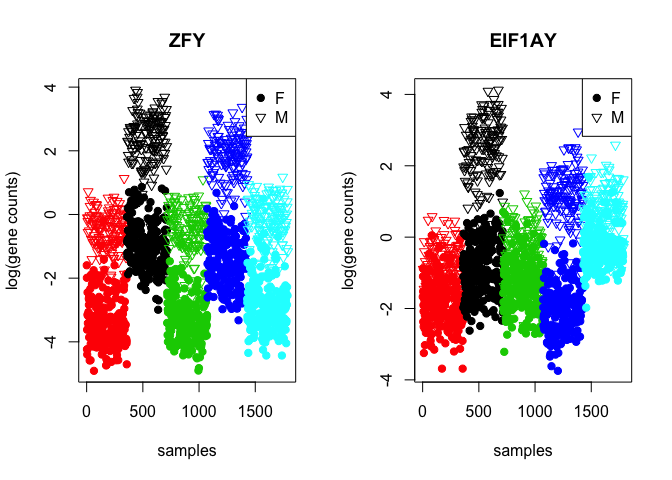 ZFY
log(gene counts)
4
2
0
-2
-4
F
M
0
500
1000
1500
samples
EIF1AY
log(gene counts)
4
2
0
-2
-4
F
M
0
500
1000
1500
samples